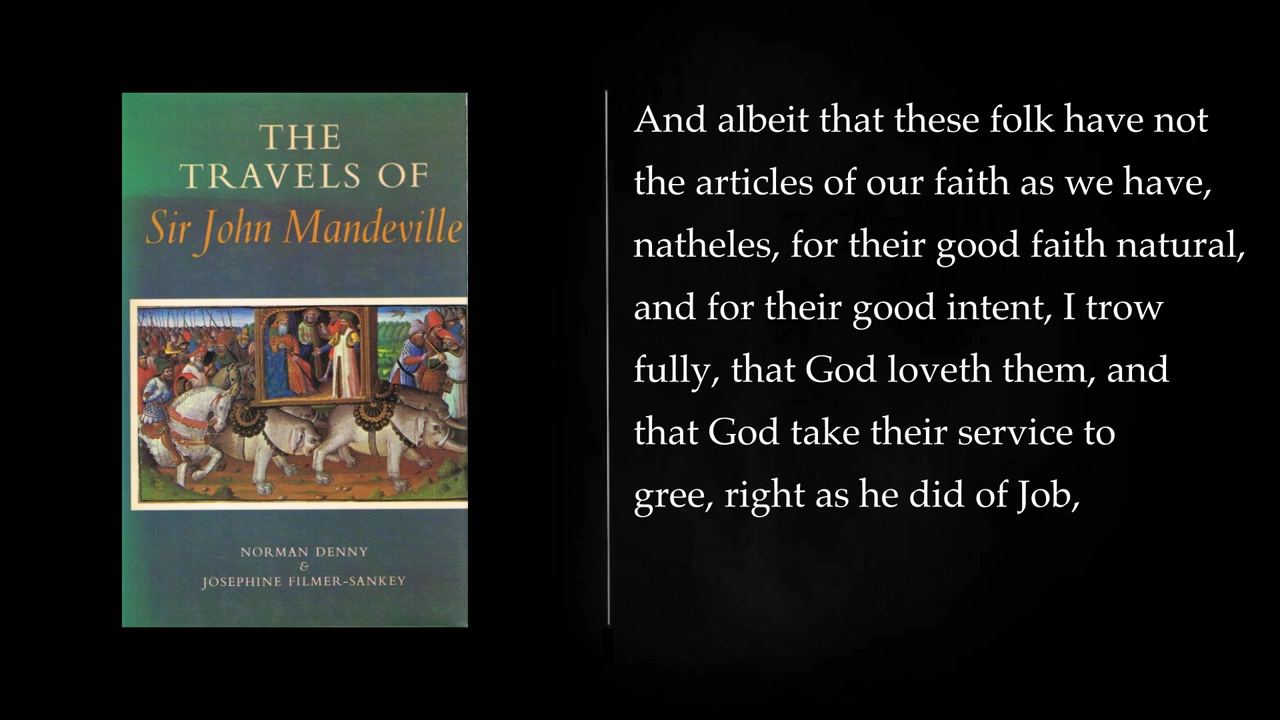 THE
TRAVELS OF
Sir John Mandeville
NORMAN DENNY
&
JOSEPHINE FILMER-SANKEY
And albeit that these folk have not
the articles of our faith as we have,
natheles, for their good faith natural,
and for their good intent, I trow
fully, that God loveth them, and
that God take their service to
gree, right as he did of Job,